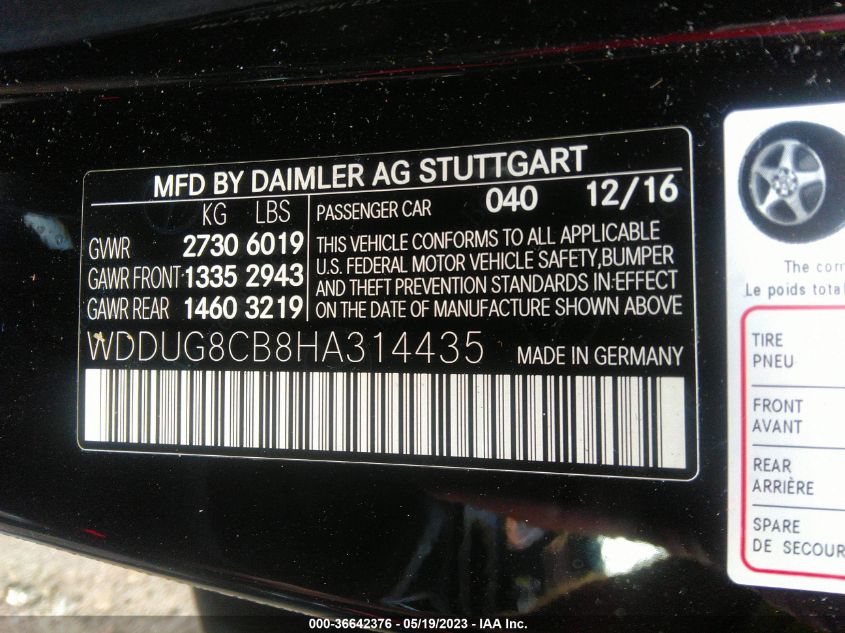 MFD BY DAIMLER AG STUTTGART
KG LBS
GVWR 2730 6019
GAWR FRONT 1335 2943
GAWR REAR 1460 3219
PASSENGER CAR 040 12/16
THIS VEHICLE CONFORMS TO ALL APPLICABLE
U.S. FEDERAL MOTOR VEHICLE SAFETY,BUMPER
AND THEFT PREVENTION STANDARDS IN EFFECT
ON THE DATE OF MANUFACTURE SHOWN ABOVE
WDDUG8CB8HA314435 MADE IN GERMANY
The com
Le poids total
TIRE
PNEU
FRONT
AVANT
REAR
ARRIÈRE
SPARE
DE SECOUR
000-36642376 - 05/19/2023 - IAA Inc.